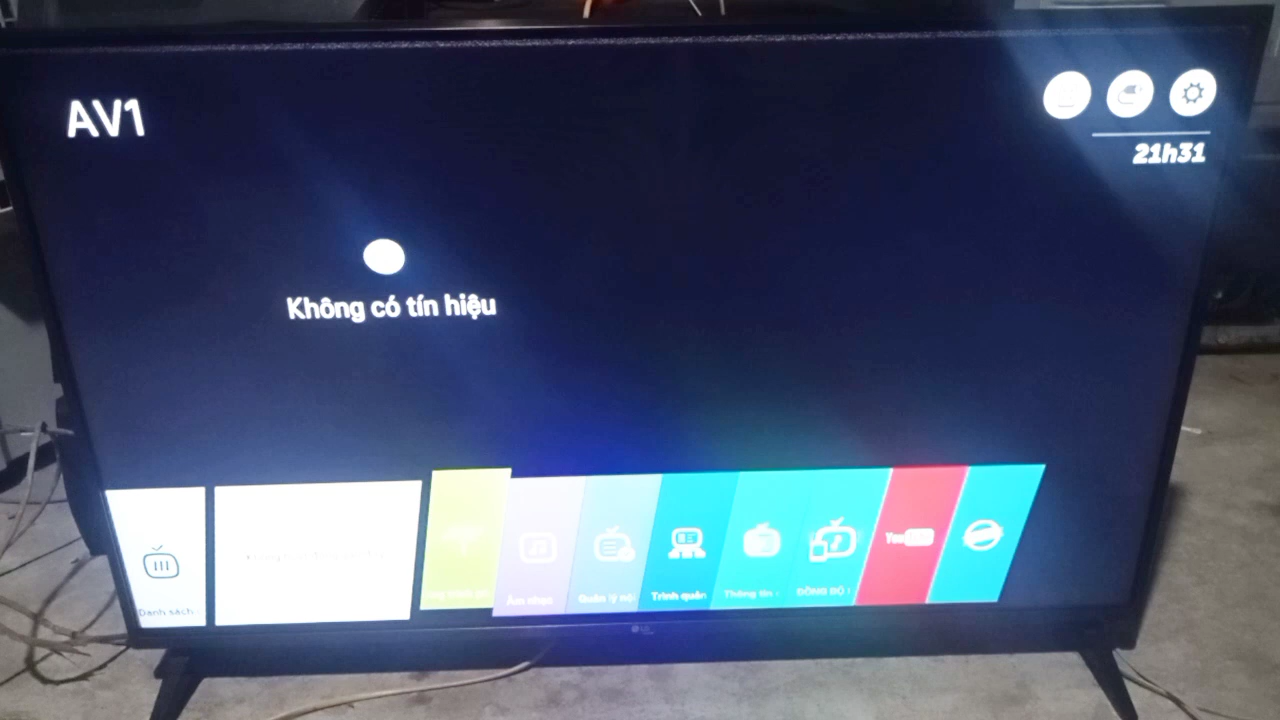 AV1
21h31
Không có tín hiệu
Danh sách
Âm nhạc
Quản lý nội
Trình quản
Thông tin
ĐỒNG BỘ
YouTube
LG